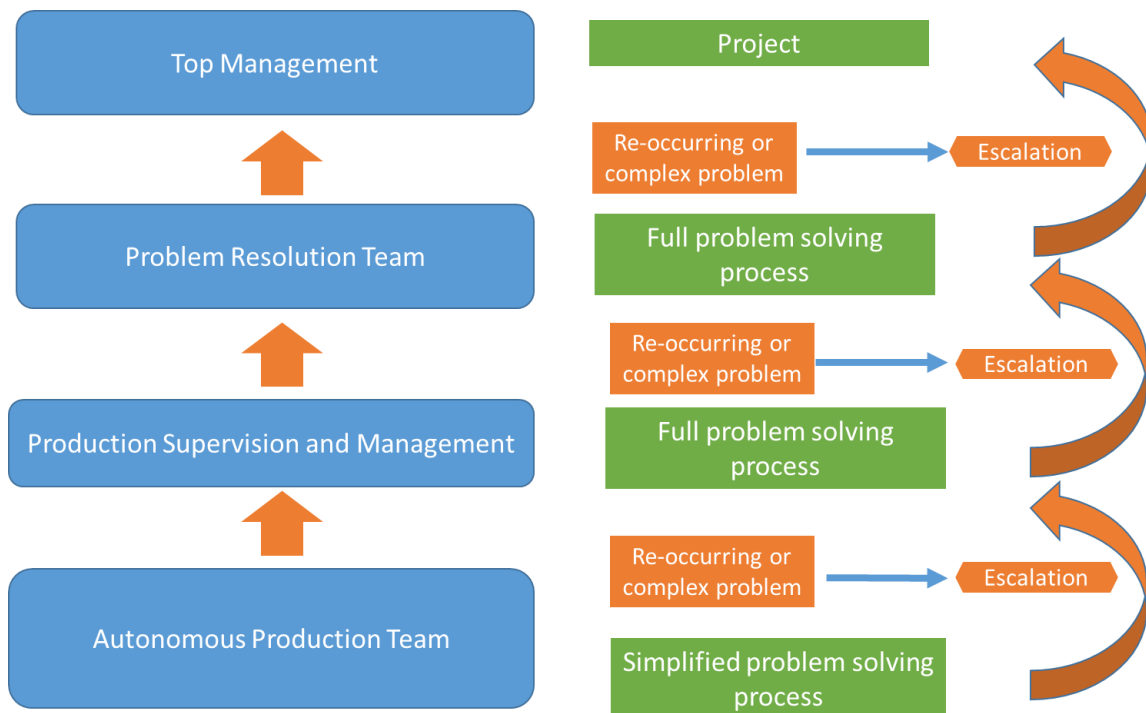 Top Management
Project
Re-occurring or
complex problem
Escalation
Problem Resolution Team
Full problem solving
process
Re-occurring or
complex problem
Escalation
Production Supervision and Management
Full problem solving
process
Re-occurring or
complex problem
Escalation
Autonomous Production Team
Simplified problem solving
process